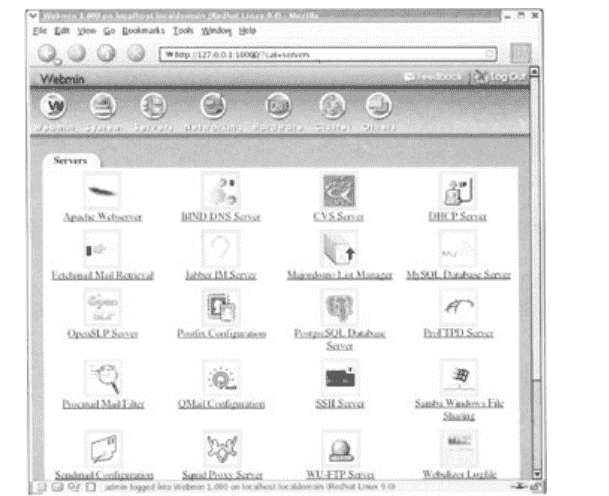 Webmin 1.000 on localhost.localdomain (Redhat Linux 9.0) - Mozilla
File Edit View Go Bookmarks Tools Window Help
http://127.0.0.1:10000/?cat=servers
Webmin
Feedback
Log Out
Webmin System Servers Networking Hardware Cluster Others
Servers
Apache Webserver
BIND DNS Server
CVS Server
DHCP Server
Fetchmail Mail Retrieval
Jabber IM Server
Majordomo List Manager
MySQL Database Server
OpenSLP Server
Postfix Configuration
PostgreSQL Database
Server
ProFTPD Server
Procmail Mail Filter
QMail Configuration
SSH Server
Samba Windows File
Sharing
Sendmail Configuration
Squid Proxy Server
WU-FTP Server
Webalizer Logfile
admin logged into Webmin 1.000 on localhost.localdomain (Redhat Linux 9.0)